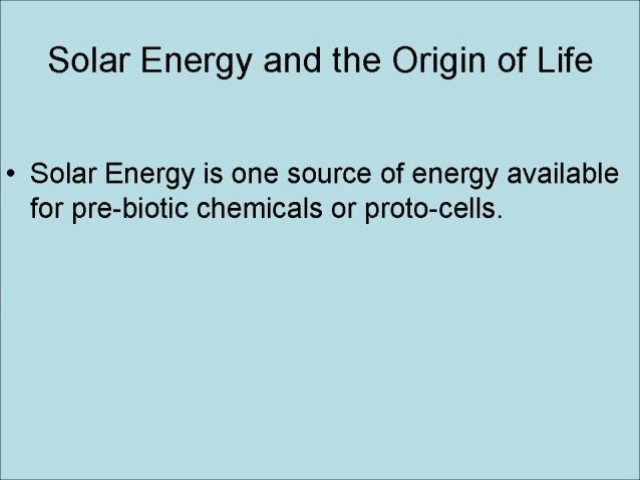 Solar Energy and the Origin of Life
• Solar Energy is one source of energy available
for pre-biotic chemicals or proto-cells.